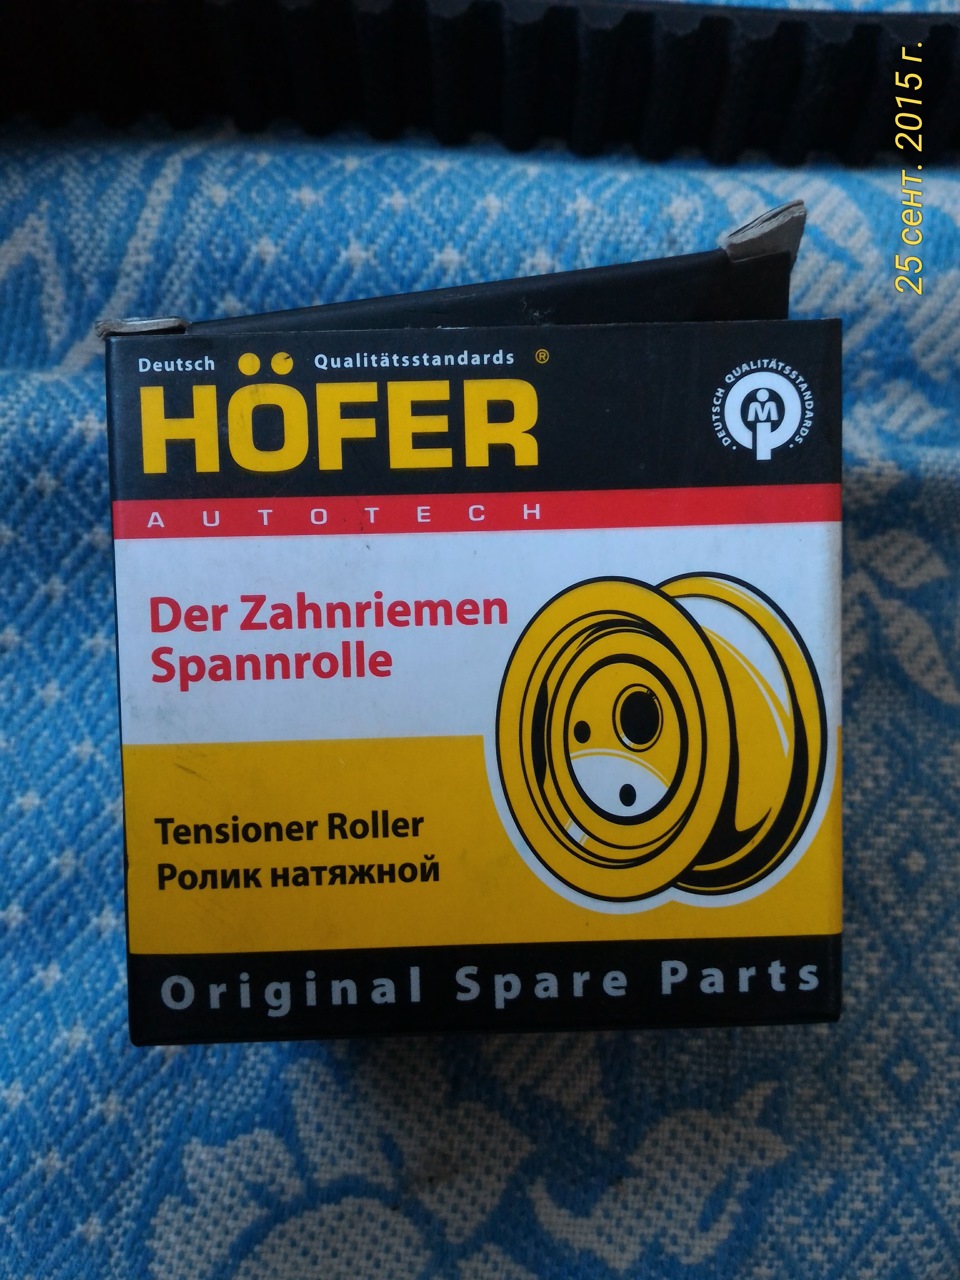 25 сент. 2015 г.
Deutsch Qualitätsstandards ®
HÖFER
DEUTSCH QUALITÄTSSTANDARDS
M
AUTOTECH
Der Zahnriemen
Spannrolle
Tensioner Roller
Ролик натяжной
Original Spare Parts